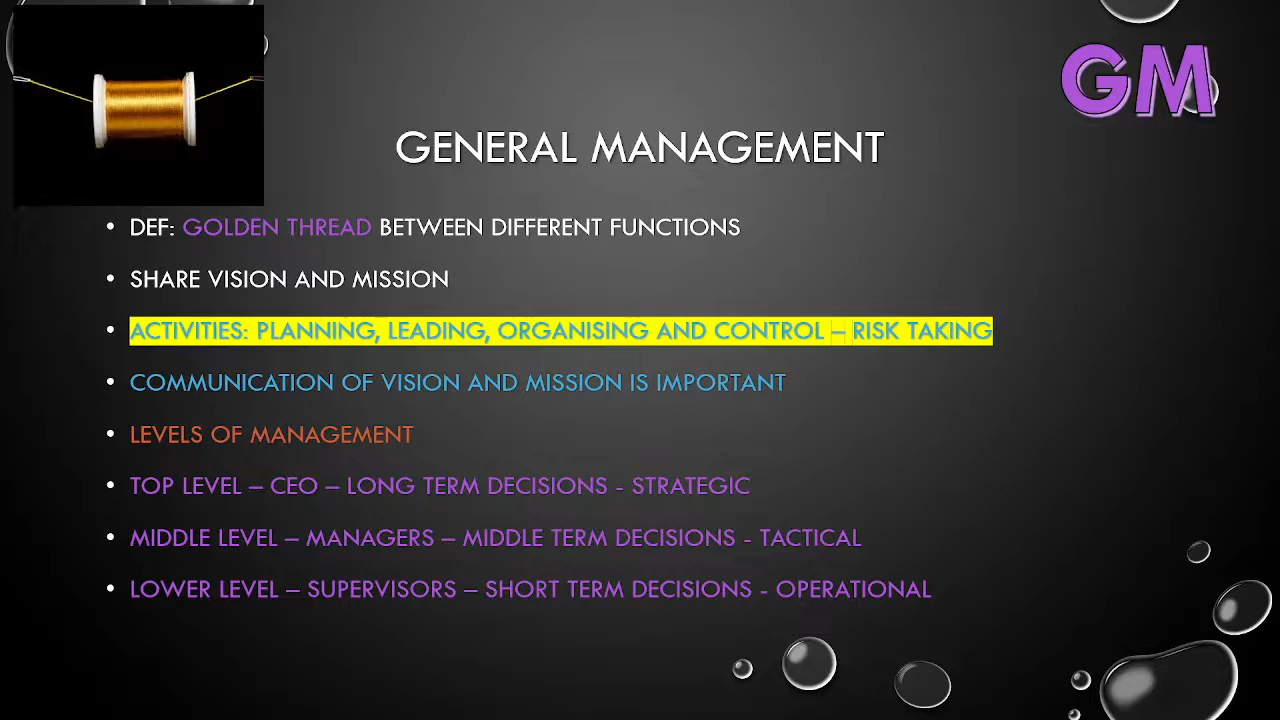 GM
GENERAL MANAGEMENT
• DEF: GOLDEN THREAD BETWEEN DIFFERENT FUNCTIONS
• SHARE VISION AND MISSION
• ACTIVITIES: PLANNING, LEADING, ORGANISING AND CONTROL – RISK TAKING
• COMMUNICATION OF VISION AND MISSION IS IMPORTANT
• LEVELS OF MANAGEMENT
• TOP LEVEL – CEO – LONG TERM DECISIONS - STRATEGIC
• MIDDLE LEVEL – MANAGERS – MIDDLE TERM DECISIONS - TACTICAL
• LOWER LEVEL – SUPERVISORS – SHORT TERM DECISIONS - OPERATIONAL